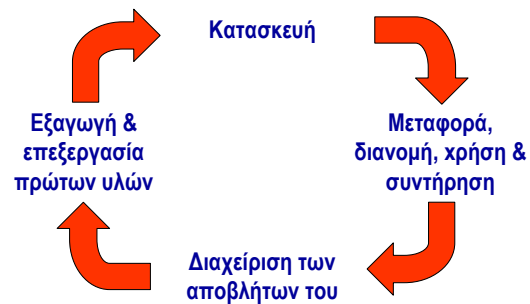 Κατασκευή
Μεταφορά,
διανομή, χρήση &
συντήρηση
Διαχείριση των
αποβλήτων του
Εξαγωγή &
επεξεργασία
πρώτων υλών